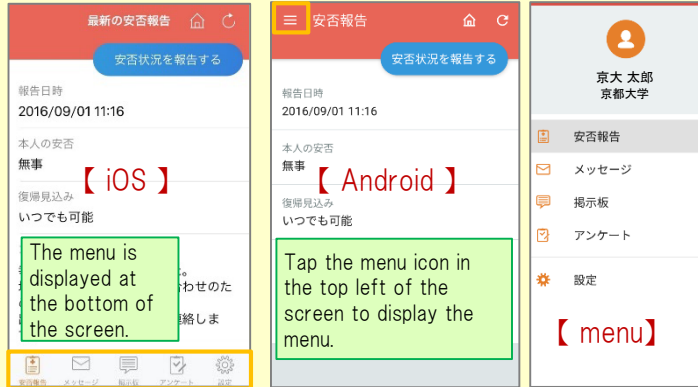 最新の安否報告
安否状況を報告する
報告日時
2016/09/01 11:16
本人の安否
無事
【 iOS 】
復帰見込み
いつでも可能
The menu is
displayed at
the bottom of
the screen.
。
わせのた
絡しま
安否報告 メッセージ 掲示板 アンケート 設定
安否報告
安否状況を報告する
報告日時
2016/09/01 11:16
本人の安否
無事
【 Android 】
復帰見込み
いつでも可能
Tap the menu icon in
the top left of the
screen to display the
menu.
京大 太郎
京都大学
安否報告
メッセージ
掲示板
アンケート
設定
【 menu】